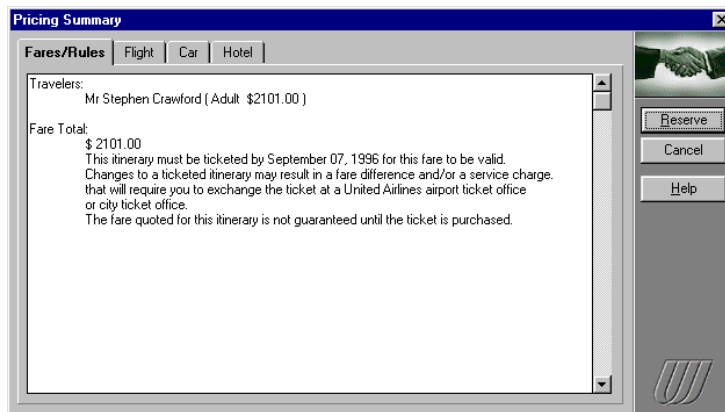 Pricing Summary
Fares/Rules
Flight
Car
Hotel
Travelers:
Mr Stephen Crawford ( Adult $2101.00 )
Fare Total:
$ 2101.00
This itinerary must be ticketed by September 07, 1996 for this fare to be valid.
Changes to a ticketed itinerary may result in a fare difference and/or a service charge.
that will require you to exchange the ticket at a United Airlines airport ticket office
or city ticket office.
The fare quoted for this itinerary is not guaranteed until the ticket is purchased.
Reserve
Cancel
Help